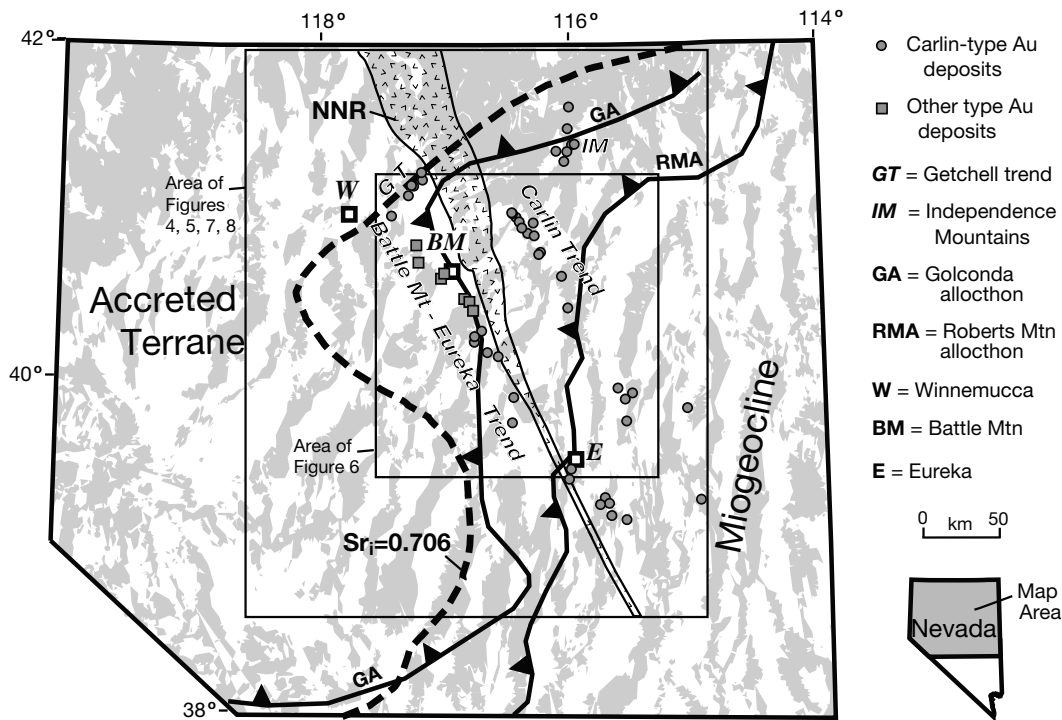 118°
116°
114°
42°
NNR
GA
IM
RMA
Area of
Figures
4, 5, 7, 8
W
GT
BM
Carlin Trend
Battle Mt - Eureka Trend
Accreted
Terrane
40°
Miogeocline
Area of
Figure 6
E
Sri=0.706
GA
38°
Carlin-type Au
deposits
Other type Au
deposits
GT = Getchell trend
IM = Independence
Mountains
GA = Golconda
allocthon
RMA = Roberts Mtn
allocthon
W = Winnemucca
BM = Battle Mtn
E = Eureka
0 km 50
Map
Area
Nevada